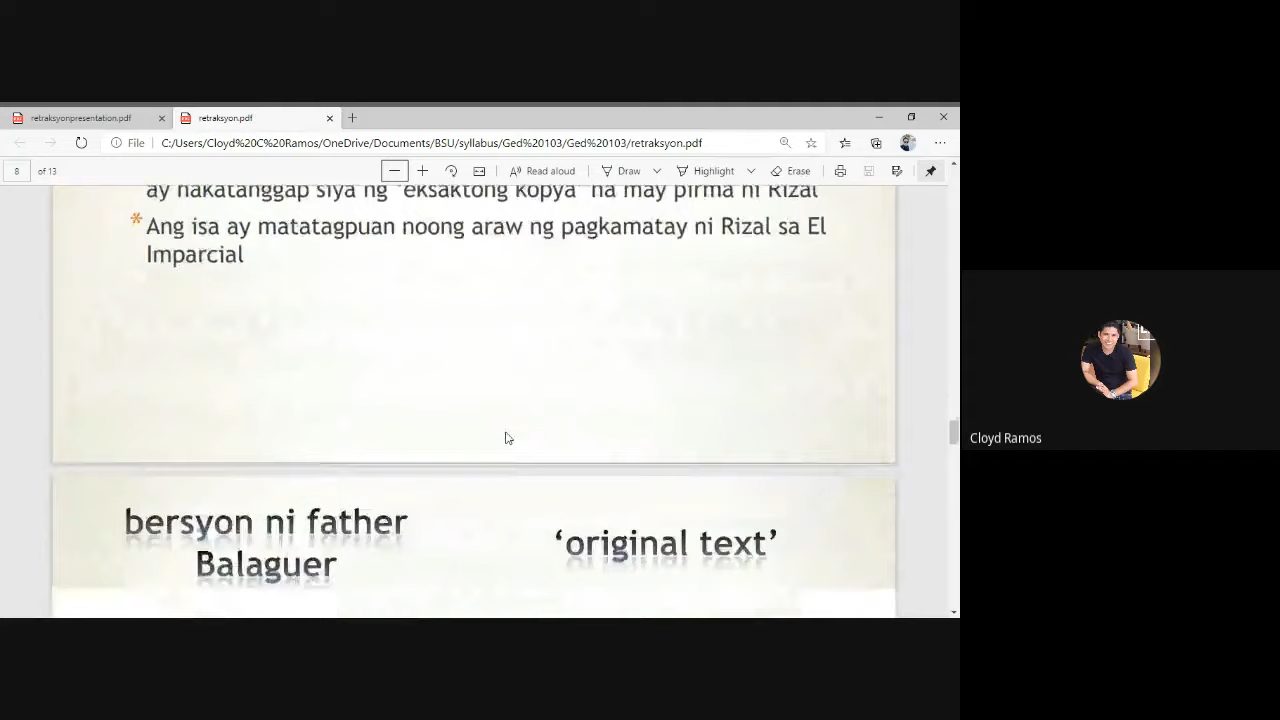 retraksyonpresentation.pdf
retraksyon.pdf
File
C:/Users/Cloyd%20C%20Ramos/OneDrive/Documents/BSU/syllabus/Ged%20103/Ged%20103/retraksyon.pdf
8 of 13
Read aloud
Draw
Highlight
Erase
ay nakatanggap siya ng "eksaktong kopya" na may pirma ni Rizal
* Ang isa ay matatagpuan noong araw ng pagkamatay ni Rizal sa El
Imparcial
Cloyd Ramos
bersyon ni father
Balaguer
‘original text’